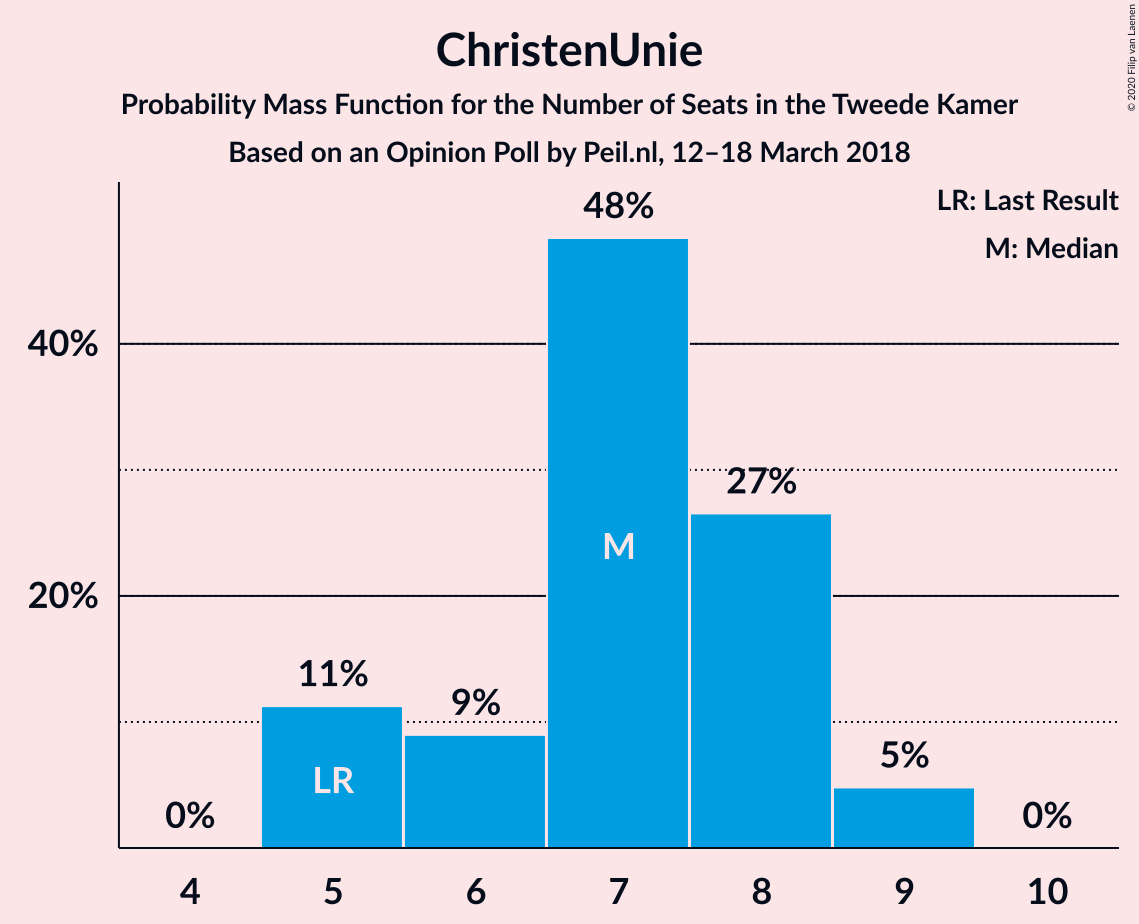 ChristenUnie
Probability Mass Function for the Number of Seats in the Tweede Kamer
Based on an Opinion Poll by Peil.nl, 12–18 March 2018
© 2020 Filip van Laenen
LR: Last Result
M: Median
48%
40%
27%
M
20%
11%
9%
5%
LR
0%
0%
4 5 6 7 8 9 10